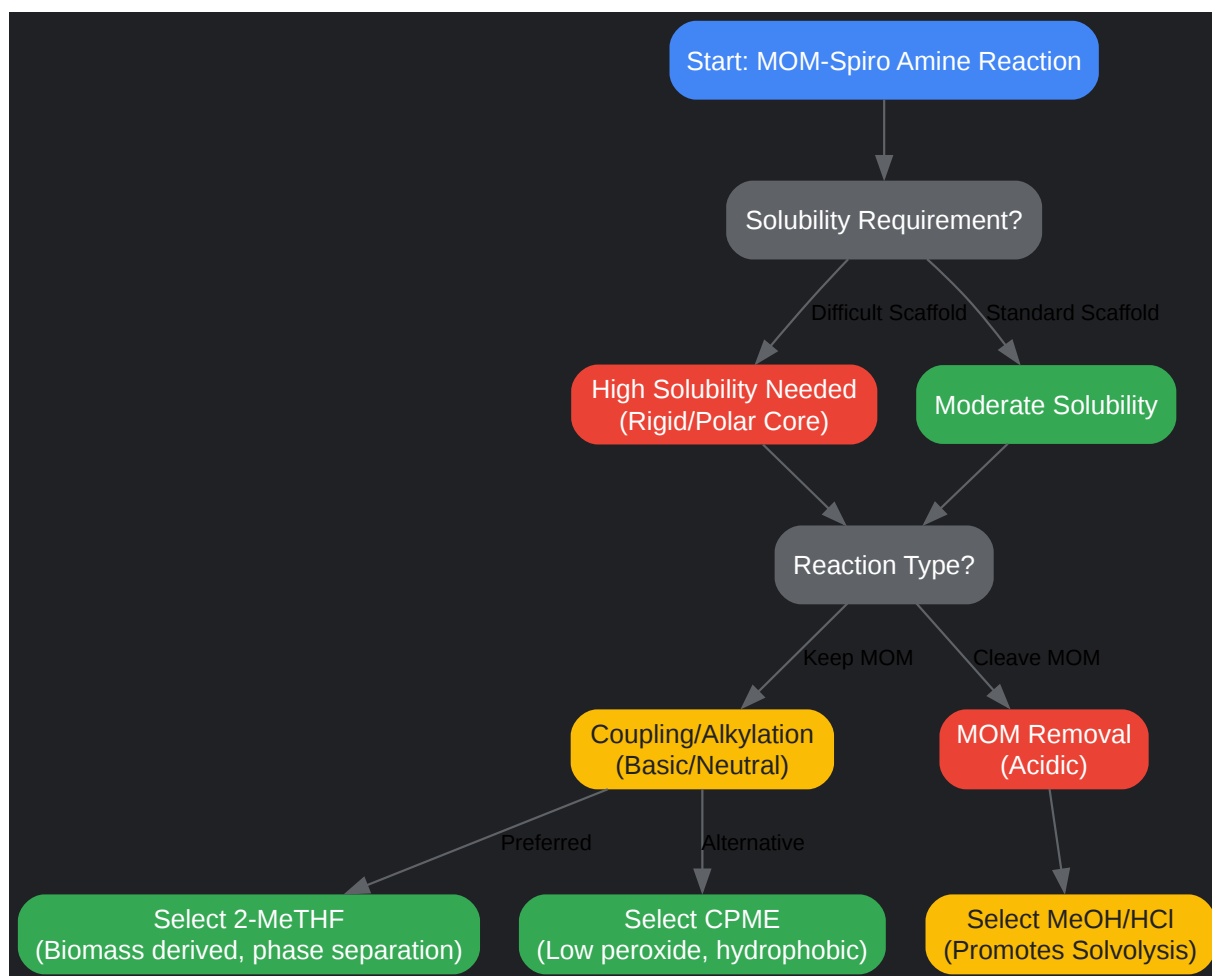 Start: MOM-Spiro Amine Reaction
Solubility Requirement?
Difficult Scaffold
Standard Scaffold
High Solubility Needed
(Rigid/Polar Core)
Moderate Solubility
Reaction Type?
Keep MOM
Cleave MOM
Coupling/Alkylation
(Basic/Neutral)
MOM Removal
(Acidic)
Preferred
Alternative
Select 2-MeTHF
(Biomass derived, phase separation)
Select CPME
(Low peroxide, hydrophobic)
Select MeOH/HCl
(Promotes Solvolysis)